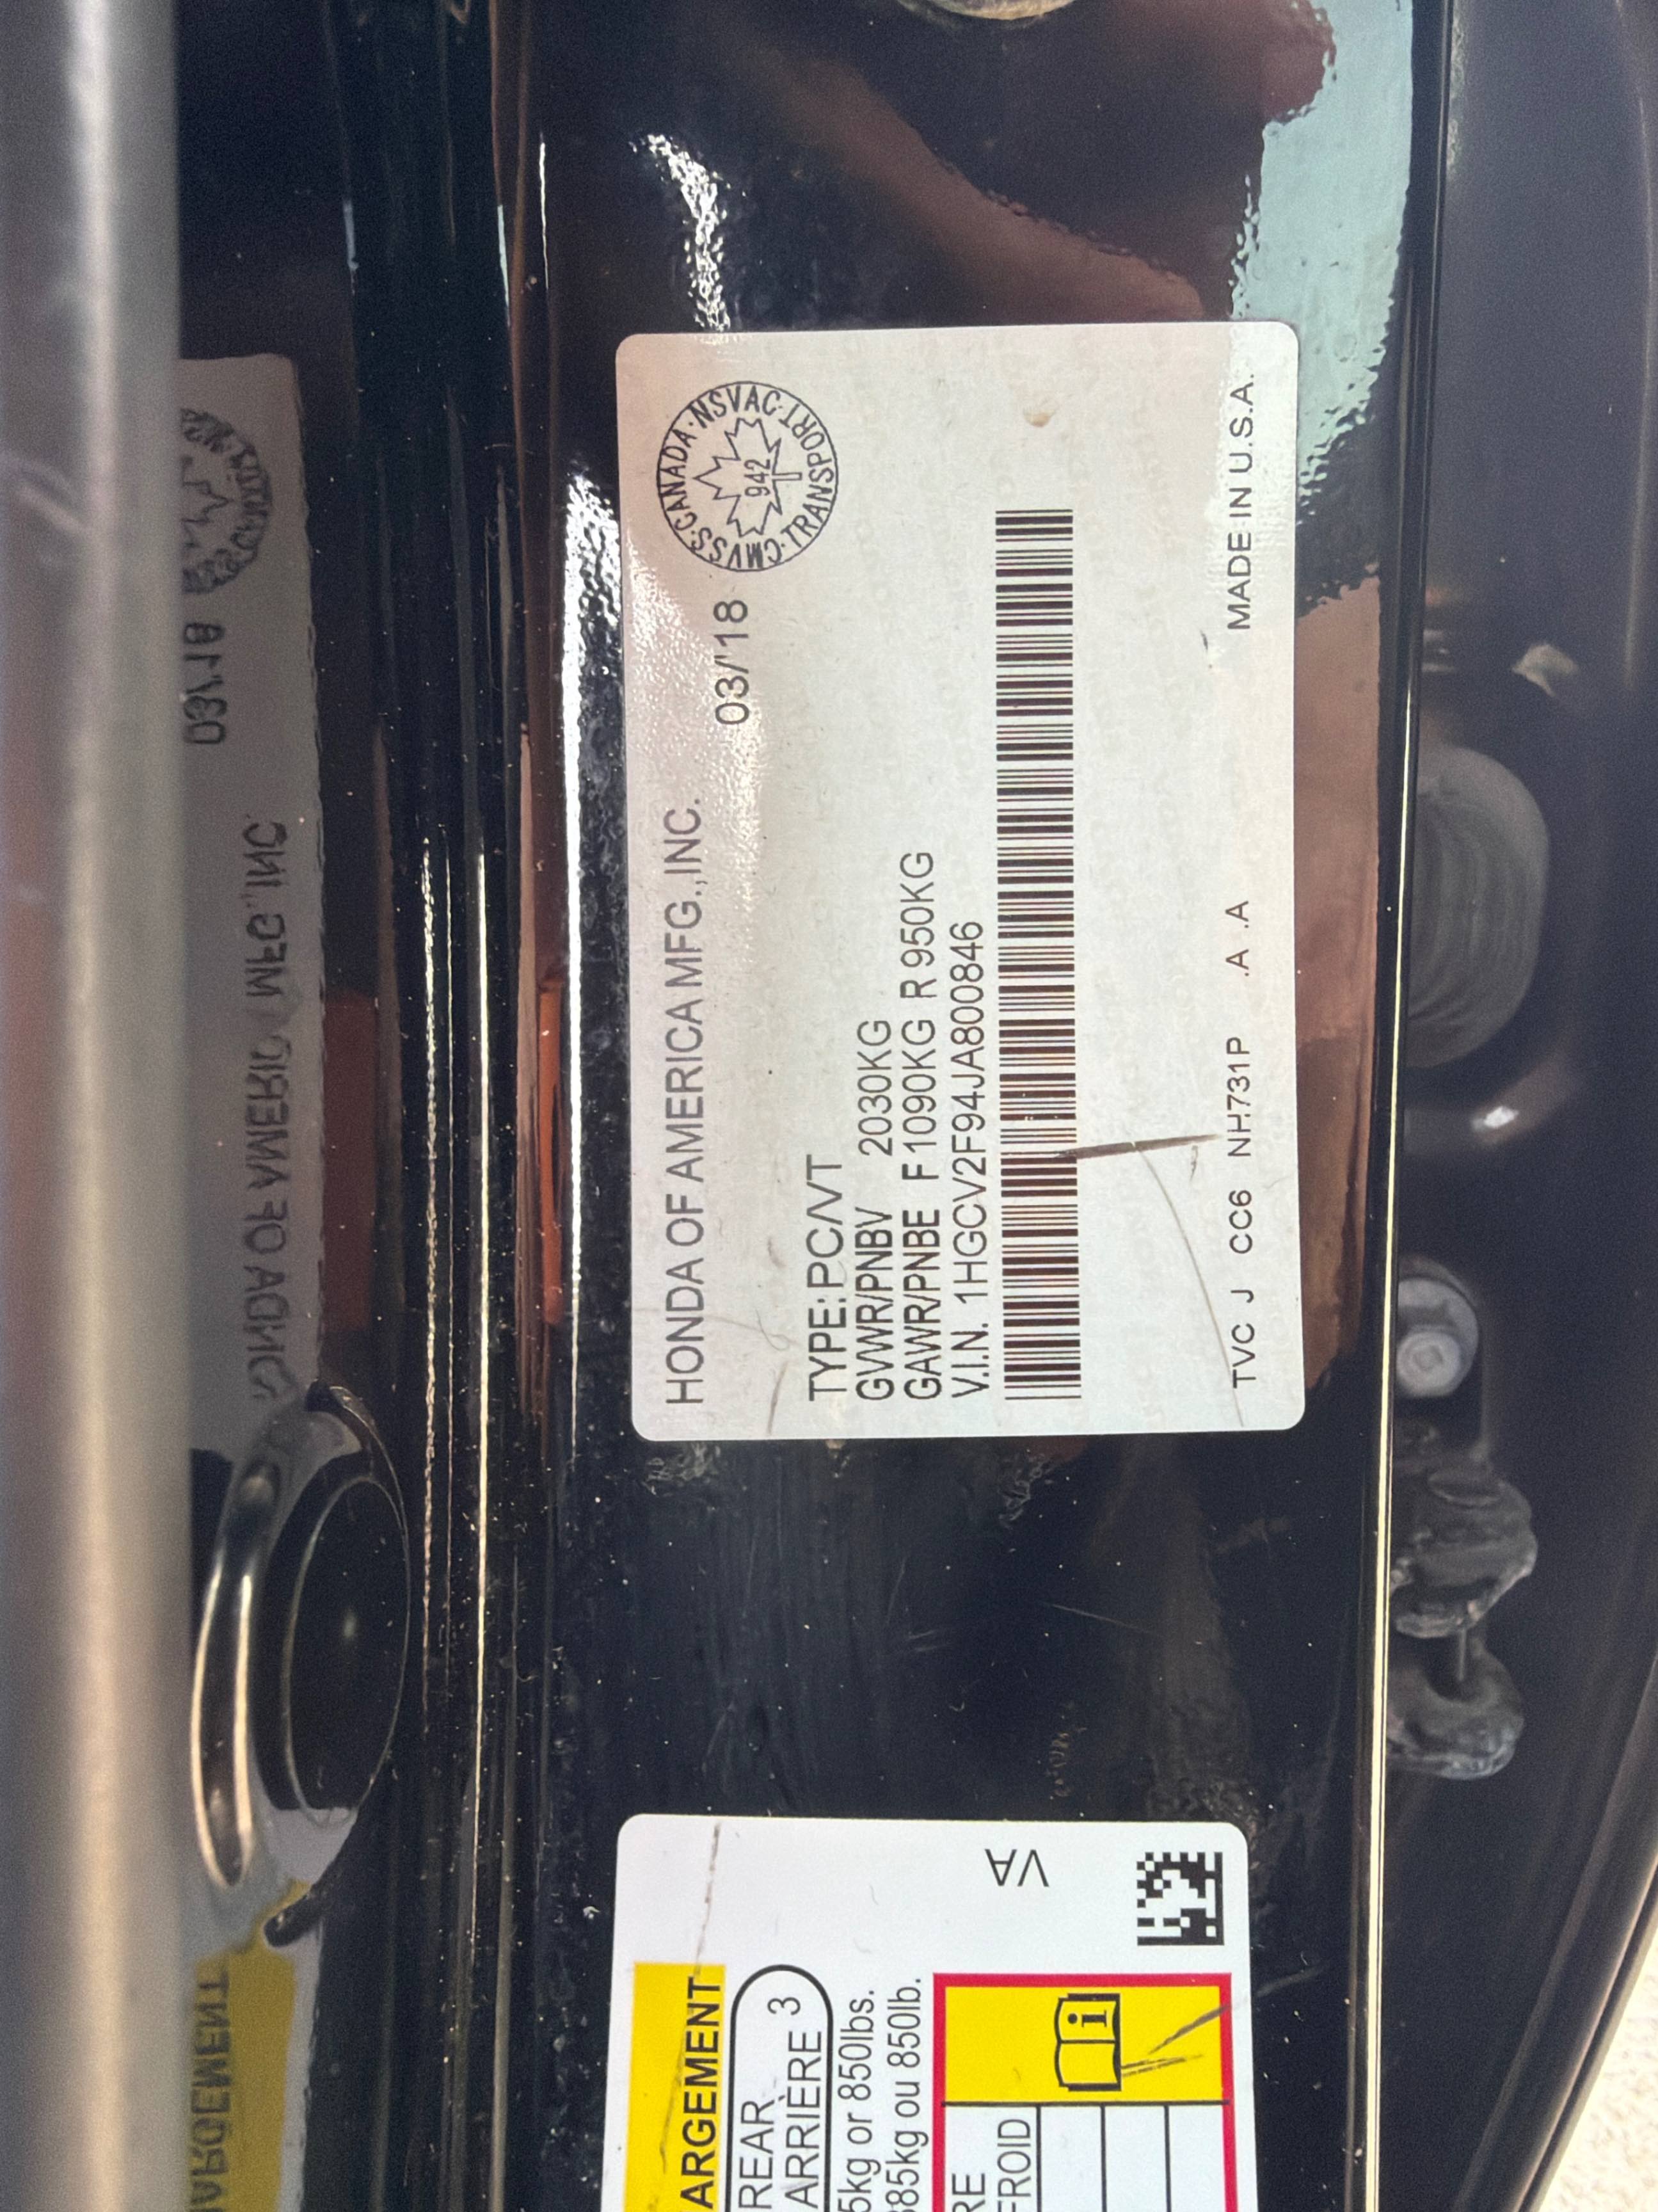 HONDA OF AMERICA MFG.,INC.
03/'18
CMVSS·CANADA·NSVAC·TRANSPORT·
942
TYPE: PC/VT
GVWR/PNBV 2030KG
GAWR/PNBE F 1090KG R 950KG
V.I.N. 1HGCV2F94JA800846
TVC J CC6 NH731P .A .A MADE IN U.S.A.
ARGEMENT
REAR
ARRIÈRE 3
5kg or 850lbs.
385kg ou 850lb.
RE
FROID
VA